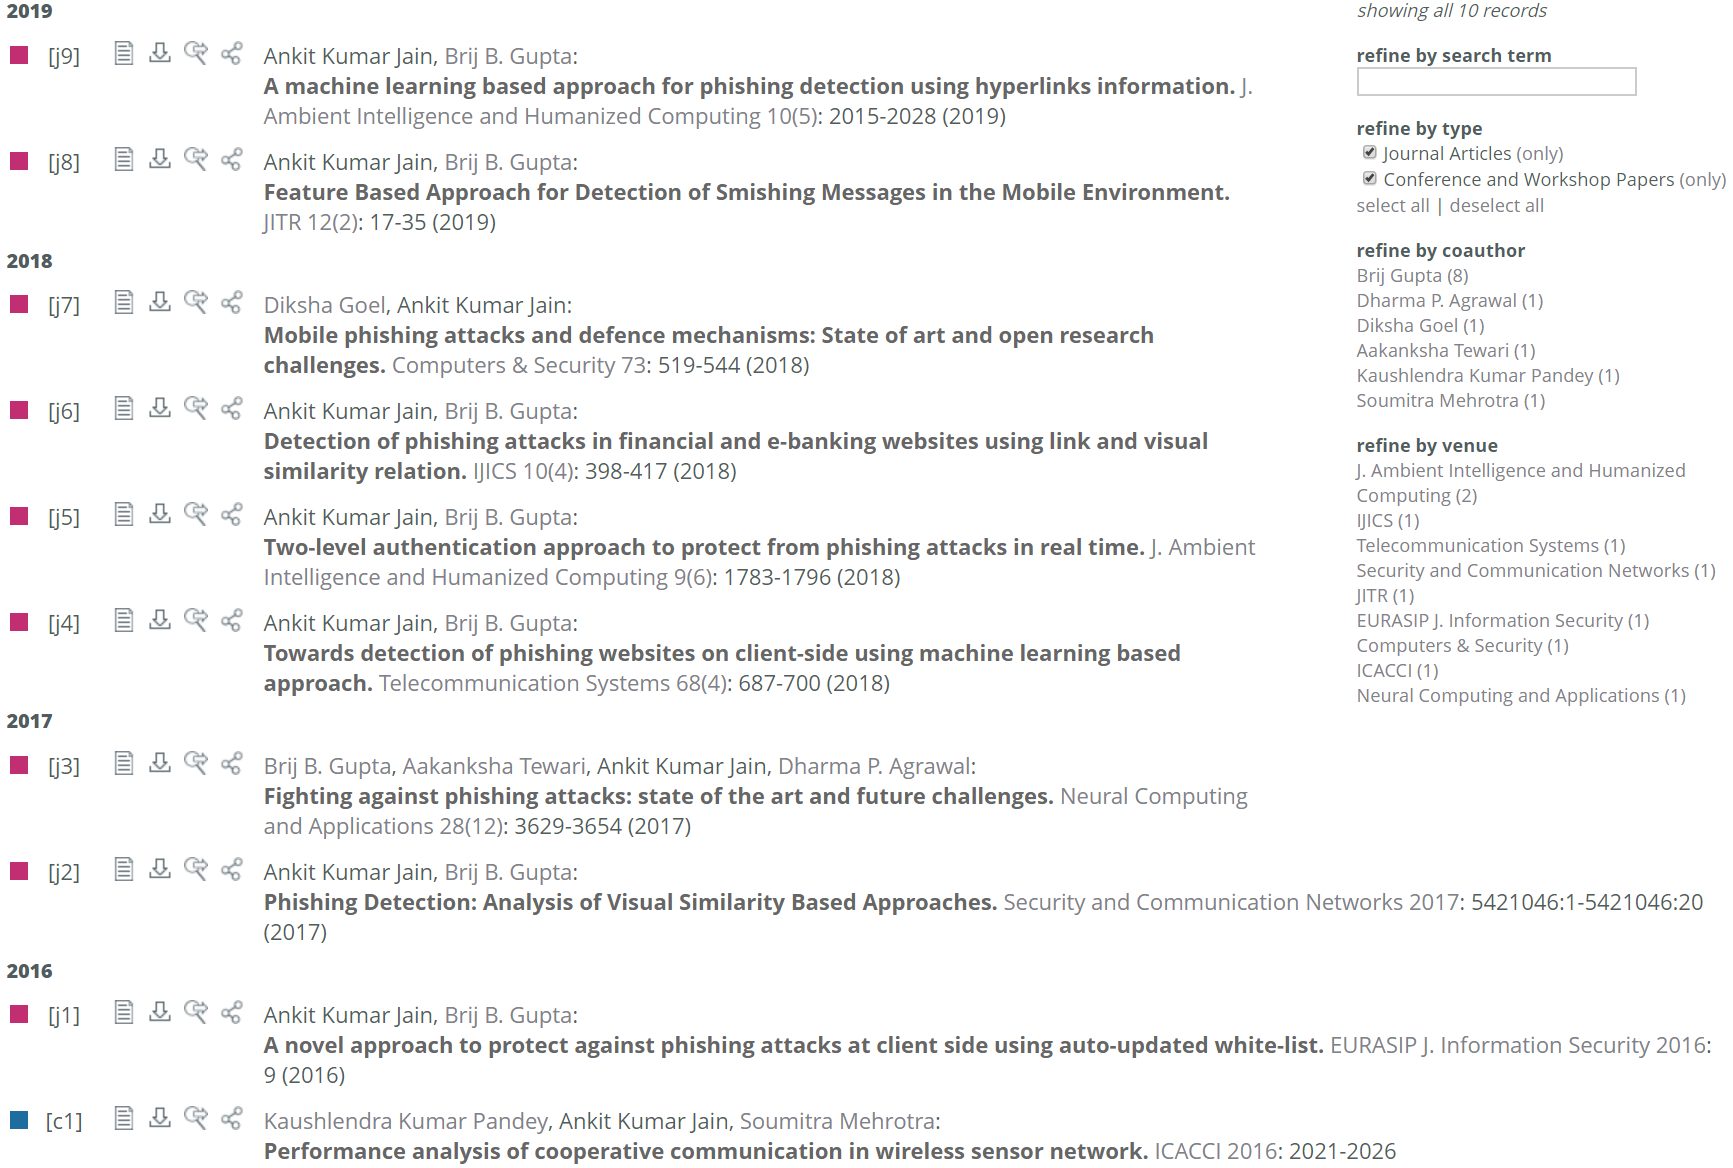 2019
[j9]
Ankit Kumar Jain, Brij B. Gupta:
A machine learning based approach for phishing detection using hyperlinks information. J.
Ambient Intelligence and Humanized Computing 10(5): 2015-2028 (2019)
[j8]
Ankit Kumar Jain, Brij B. Gupta:
Feature Based Approach for Detection of Smishing Messages in the Mobile Environment.
JITR 12(2): 17-35 (2019)
2018
[j7]
Diksha Goel, Ankit Kumar Jain:
Mobile phishing attacks and defence mechanisms: State of art and open research
challenges. Computers & Security 73: 519-544 (2018)
[j6]
Ankit Kumar Jain, Brij B. Gupta:
Detection of phishing attacks in financial and e-banking websites using link and visual
similarity relation. IJICS 10(4): 398-417 (2018)
[j5]
Ankit Kumar Jain, Brij B. Gupta:
Two-level authentication approach to protect from phishing attacks in real time. J. Ambient
Intelligence and Humanized Computing 9(6): 1783-1796 (2018)
[j4]
Ankit Kumar Jain, Brij B. Gupta:
Towards detection of phishing websites on client-side using machine learning based
approach. Telecommunication Systems 68(4): 687-700 (2018)
2017
[j3]
Brij B. Gupta, Aakanksha Tewari, Ankit Kumar Jain, Dharma P. Agrawal:
Fighting against phishing attacks: state of the art and future challenges. Neural Computing
and Applications 28(12): 3629-3654 (2017)
[j2]
Ankit Kumar Jain, Brij B. Gupta:
Phishing Detection: Analysis of Visual Similarity Based Approaches. Security and Communication Networks 2017: 5421046:1-5421046:20
(2017)
2016
[j1]
Ankit Kumar Jain, Brij B. Gupta:
A novel approach to protect against phishing attacks at client side using auto-updated white-list. EURASIP J. Information Security 2016:
9 (2016)
[c1]
Kaushlendra Kumar Pandey, Ankit Kumar Jain, Soumitra Mehrotra:
Performance analysis of cooperative communication in wireless sensor network. ICACCI 2016: 2021-2026
showing all 10 records
refine by search term
refine by type
Journal Articles (only)
Conference and Workshop Papers (only)
select all | deselect all
refine by coauthor
Brij Gupta (8)
Dharma P. Agrawal (1)
Diksha Goel (1)
Aakanksha Tewari (1)
Kaushlendra Kumar Pandey (1)
Soumitra Mehrotra (1)
refine by venue
J. Ambient Intelligence and Humanized
Computing (2)
IJICS (1)
Telecommunication Systems (1)
Security and Communication Networks (1)
JITR (1)
EURASIP J. Information Security (1)
Computers & Security (1)
ICACCI (1)
Neural Computing and Applications (1)